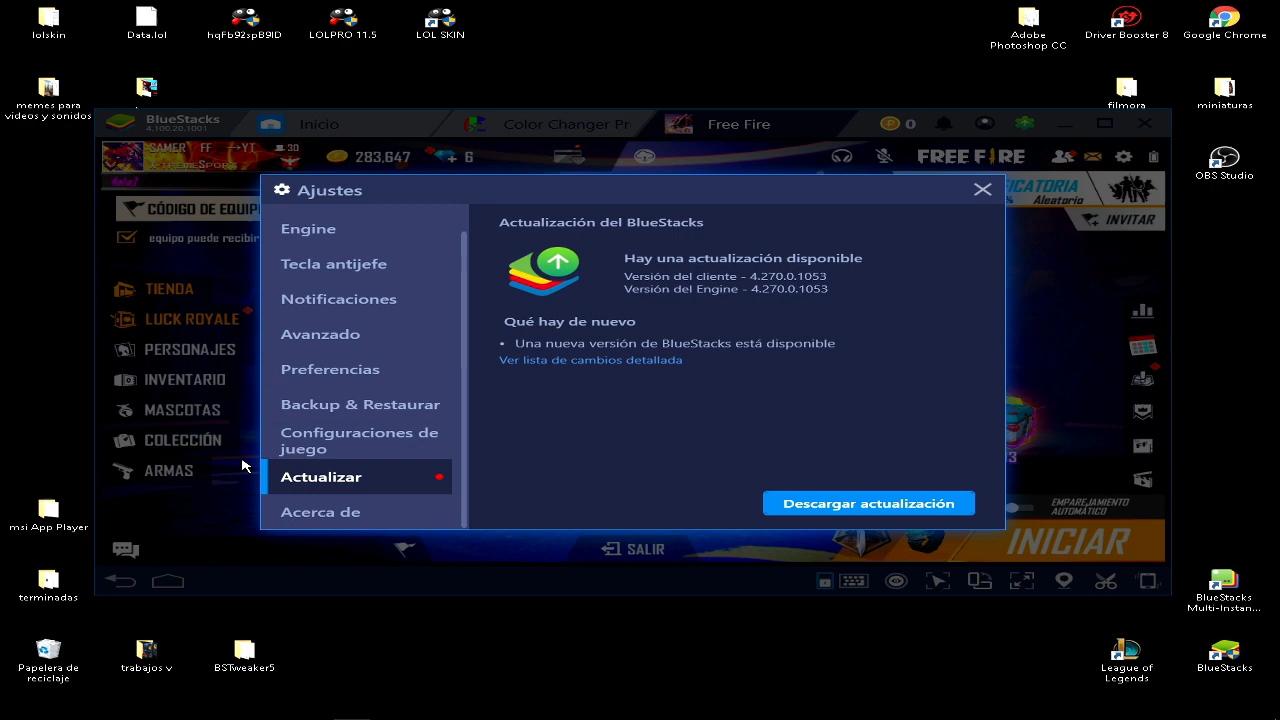 lolskin
Data.lol
hqFb92spB9ID
LOLPRO 11.5
LOL SKIN
Adobe
Photoshop CC
Driver Booster 8
Google Chrome
memes para
videos y sonidos
filmora
miniaturas
OBS Studio
BlueStacks
4.100.20.1001
Inicio
Color Changer Pr
Free Fire
0
SAMER FF →YT
30
283,647
6
FREE FIRE
CÓDIGO DE EQUIP
equipo puede recibir
Aleatorio
INVITAR
TIENDA
LUCK ROYALE
PERSONAJES
INVENTARIO
MASCOTAS
COLECCIÓN
ARMAS
Ajustes
Engine
Tecla antijefe
Notificaciones
Avanzado
Preferencias
Backup & Restaurar
Configuraciones de
juego
Actualizar
Acerca de
Actualización del BlueStacks
Hay una actualización disponible
Versión del cliente - 4.270.0.1053
Versión del Engine - 4.270.0.1053
Qué hay de nuevo
• Una nueva versión de BlueStacks está disponible
Ver lista de cambios detallada
Descargar actualización
EMPAREJAMIENTO
AUTOMÁTICO
SALIR
INICIAR
msi App Player
terminadas
Papelera de
reciclaje
trabajos v
BSTweaker5
BlueStacks
Multi-Instan...
League of
Legends
BlueStacks